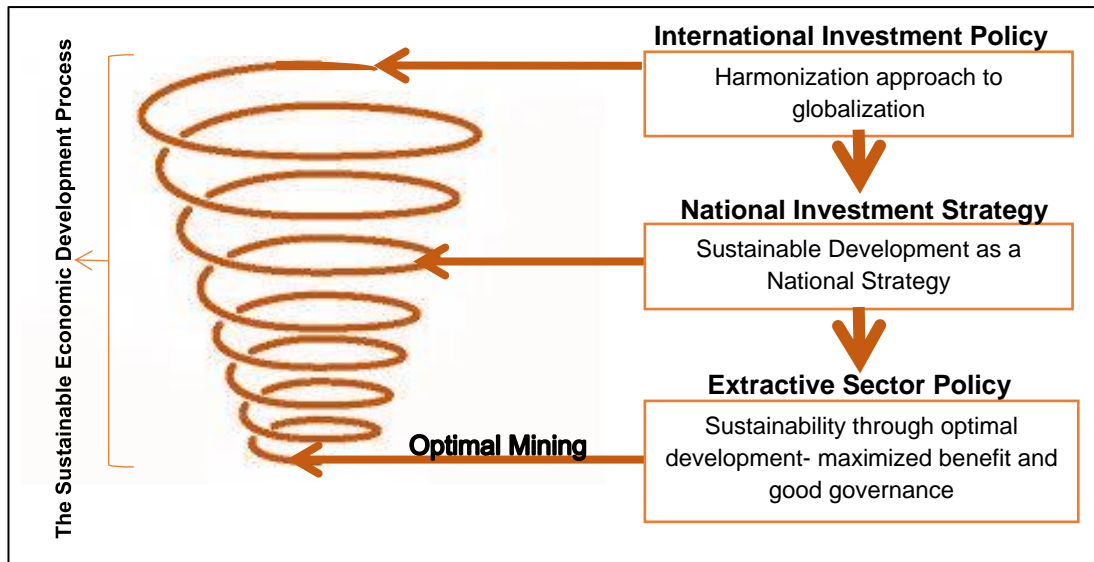 The Sustainable Economic Development Process
International Investment Policy
Harmonization approach to
globalization
National Investment Strategy
Sustainable Development as a
National Strategy
Extractive Sector Policy
Sustainability through optimal
development- maximized benefit and
good governance
Optimal Mining